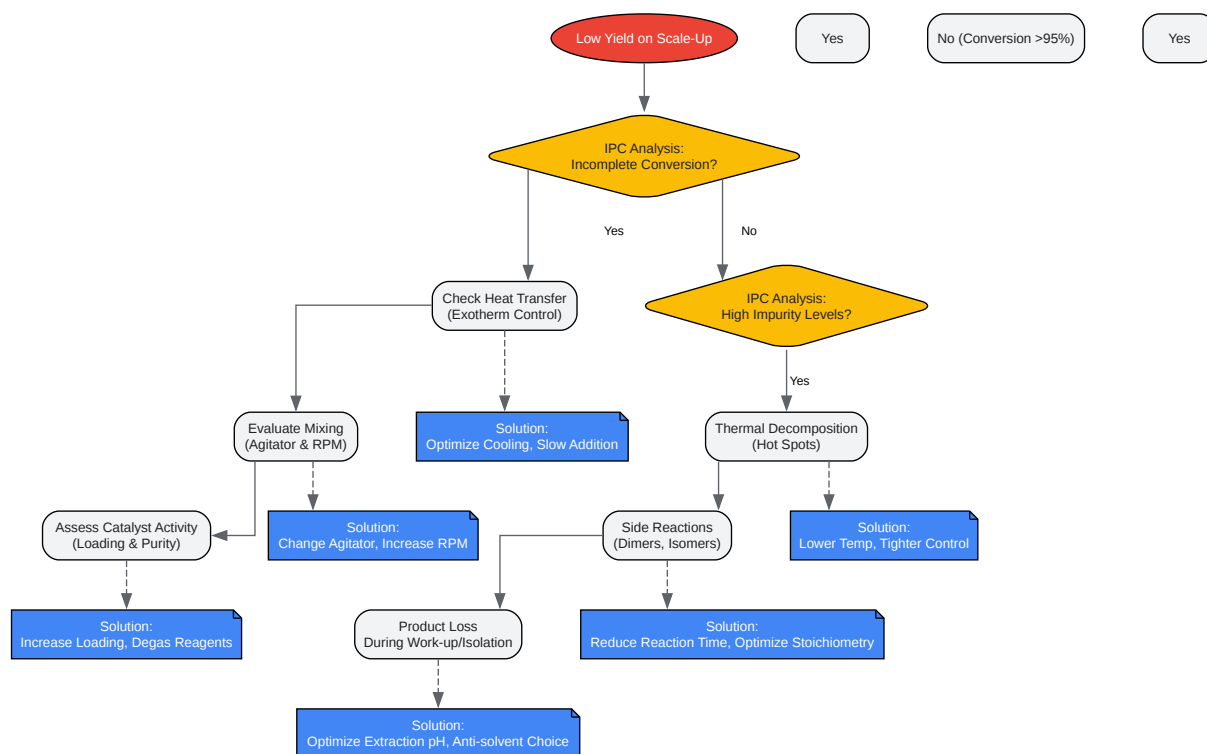 Low Yield on Scale-Up
Yes
No (Conversion >95%)
Yes
IPC Analysis:
Incomplete Conversion?
Yes
No
Check Heat Transfer
(Exotherm Control)
IPC Analysis:
High Impurity Levels?
Yes
Evaluate Mixing
(Agitator & RPM)
Solution:
Optimize Cooling, Slow Addition
Thermal Decomposition
(Hot Spots)
Assess Catalyst Activity
(Loading & Purity)
Solution:
Change Agitator, Increase RPM
Side Reactions
(Dimers, Isomers)
Solution:
Lower Temp, Tighter Control
Solution:
Increase Loading, Degas Reagents
Product Loss
During Work-up/Isolation
Solution:
Reduce Reaction Time, Optimize Stoichiometry
Solution:
Optimize Extraction pH, Anti-solvent Choice